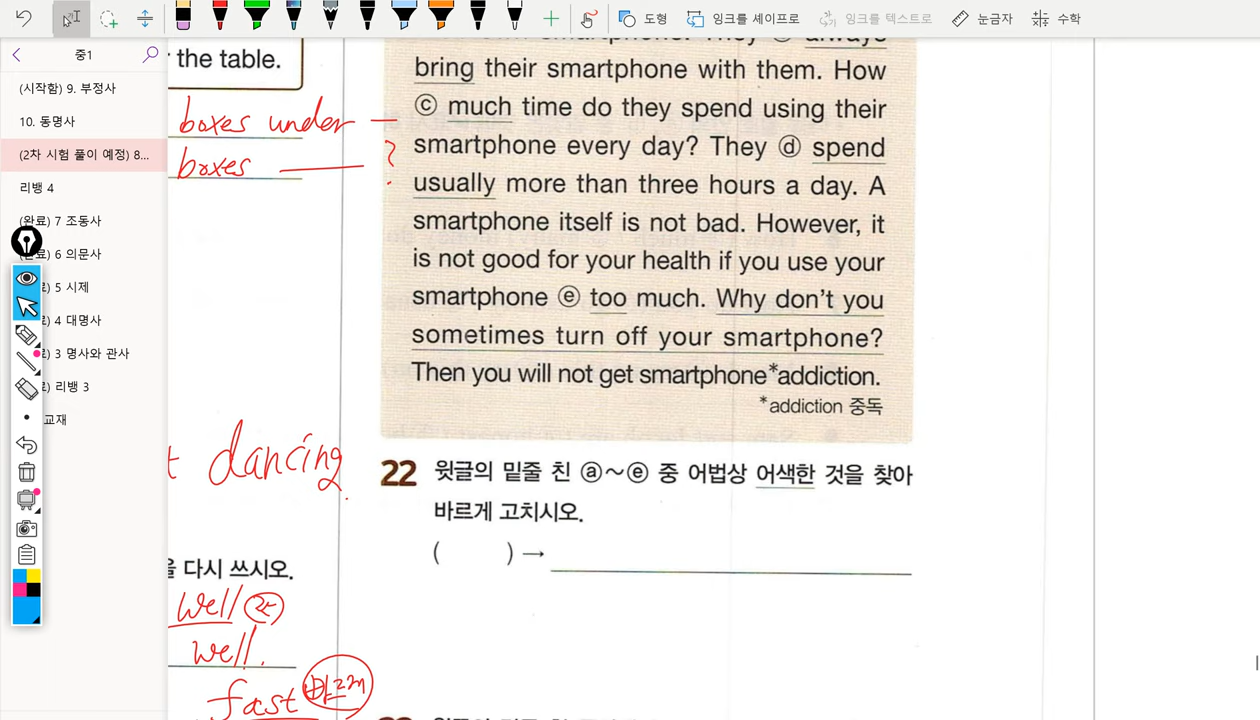 도형
잉크를 셰이프로
잉크를 텍스트로
눈금자
수학
중1
(시작함) 9. 부정사
10. 동명사
(2차 시험 풀이 예정) 8...
리뱅 4
(완료) 7 조동사
료) 6 의문사
료) 5 시제
료) 4 대명사
료) 3 명사와 관사
료) 리뱅 3
교재
r the table.
boxes under
boxes
?
dancing
을 다시 쓰시오.
well
well.
fast
always
bring their smartphone with them. How
ⓒ much time do they spend using their
smartphone every day? They ⓓ spend
usually more than three hours a day. A
smartphone itself is not bad. However, it
is not good for your health if you use your
smartphone ⓔ too much. Why don't you
sometimes turn off your smartphone?
Then you will not get smartphone*addiction.
*addiction 중독
22 윗글의 밑줄 친 ⓐ~ⓔ 중 어법상 어색한 것을 찾아
바르게 고치시오.
( ) →